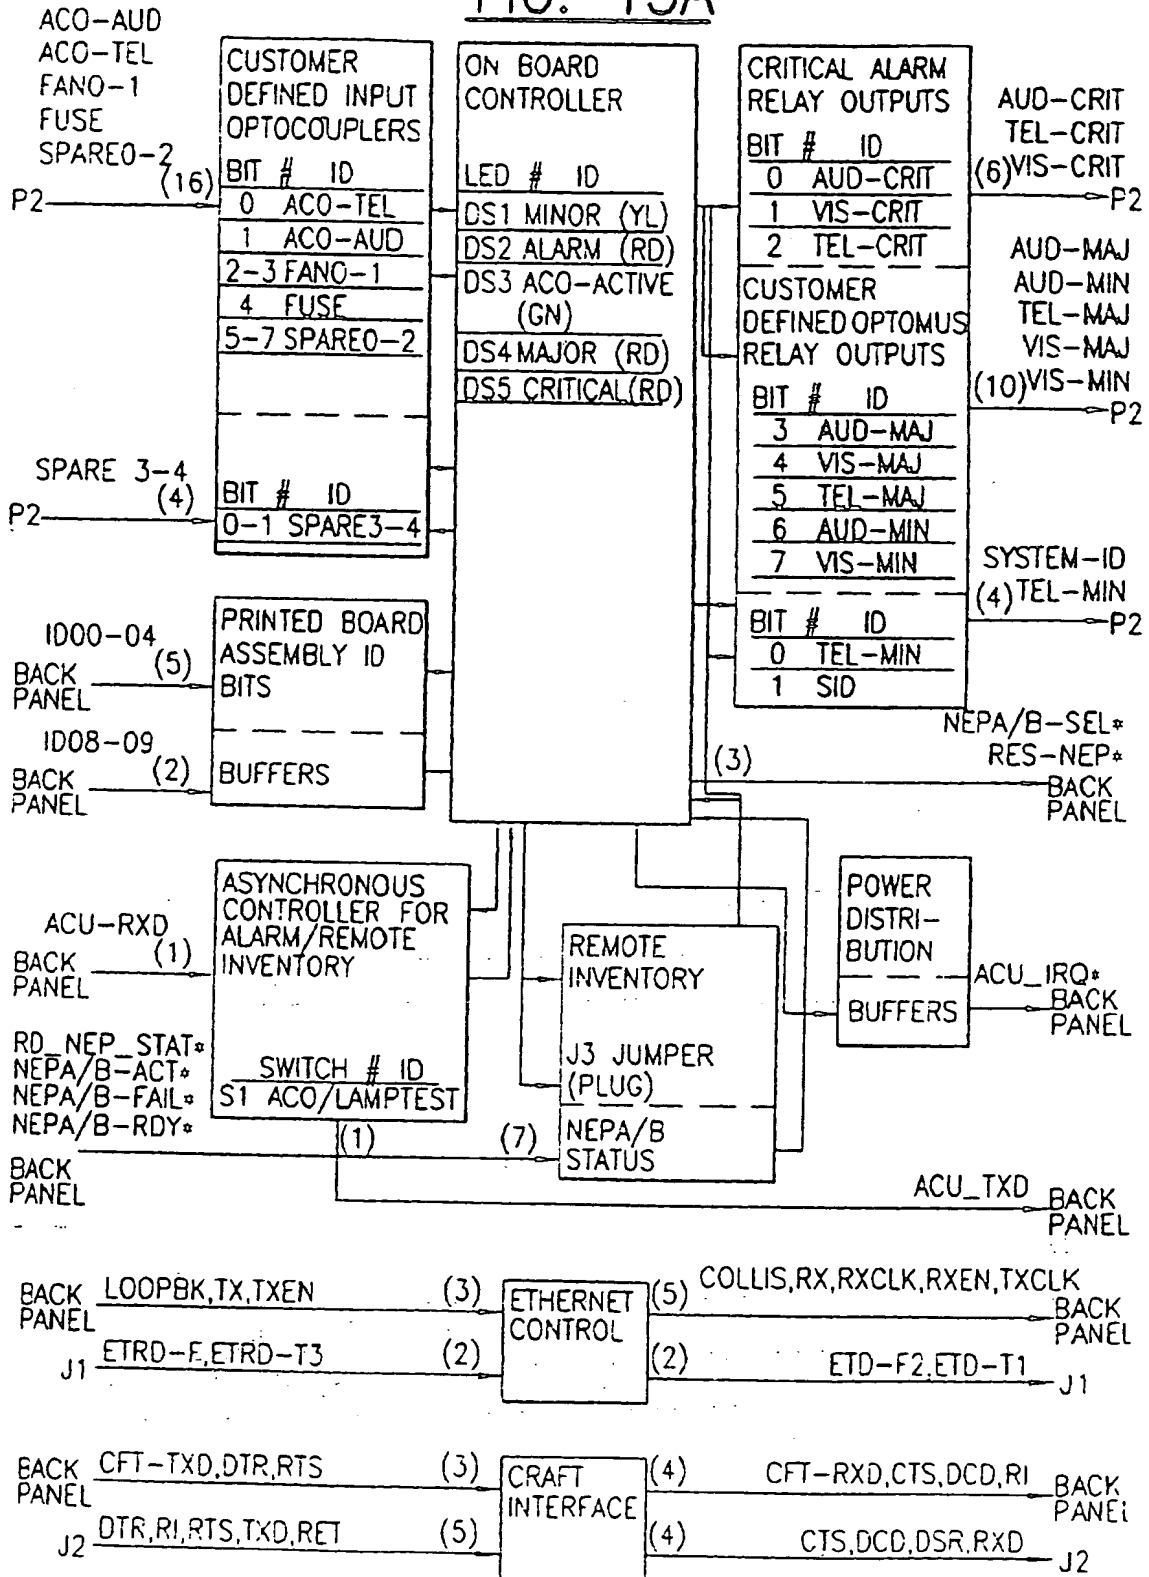 FIG. 15A
ACO-AUD
ACO-TEL
FAN0-1
FUSE
SPARE0-2
(16)
P2
CUSTOMER
DEFINED INPUT
OPTOCOUPLERS
BIT # ID
0 ACO-TEL
1 ACO-AUD
2-3 FAN0-1
4 FUSE
5-7 SPARE0-2
SPARE 3-4
(4)
P2
BIT # ID
0-1 SPARE3-4
ON BOARD
CONTROLLER
LED # ID
DS1 MINOR (YL)
DS2 ALARM (RD)
DS3 ACO-ACTIVE
(GN)
DS4 MAJOR (RD)
DS5 CRITICAL(RD)
CRITICAL ALARM
RELAY OUTPUTS
BIT # ID
0 AUD-CRIT
1 VIS-CRIT
2 TEL-CRIT
CUSTOMER
DEFINED OPTOMUS
RELAY OUTPUTS
BIT # ID
3 AUD-MAJ
4 VIS-MAJ
5 TEL-MAJ
6 AUD-MIN
7 VIS-MIN
BIT # ID
0 TEL-MIN
1 SID
AUD-CRIT
TEL-CRIT
(6) VIS-CRIT
P2
AUD-MAJ
AUD-MIN
TEL-MAJ
VIS-MAJ
(10) VIS-MIN
P2
SYSTEM-ID
(4) TEL-MIN
P2
ID00-04
(5)
BACK
PANEL
ID08-09
(2)
BACK
PANEL
PRINTED BOARD
ASSEMBLY ID
BITS
BUFFERS
NEPA/B-SEL*
RES-NEP*
(3)
BACK
PANEL
ACU-RXD
(1)
BACK
PANEL
ASYNCHRONOUS
CONTROLLER FOR
ALARM/REMOTE
INVENTORY
SWITCH # ID
S1 ACO/LAMPTEST
REMOTE
INVENTORY
J3 JUMPER
(PLUG)
NEPA/B
STATUS
POWER
DISTRI-
BUTION
BUFFERS
ACU_IRQ*
BACK
PANEL
RD_NEP_STAT*
NEPA/B-ACT*
NEPA/B-FAIL*
NEPA/B-RDY*
BACK
PANEL
(1)
(7)
ACU_TXD
BACK
PANEL
BACK
PANEL
LOOPBK,TX,TXEN
(3)
J1
ETRD-F,ETRD-T3
(2)
ETHERNET
CONTROL
(5)
COLLIS,RX,RXCLK,RXEN,TXCLK
BACK
PANEL
(2)
ETD-F2,ETD-T1
J1
BACK
PANEL
CFT-TXD,DTR,RTS
(3)
J2
DTR,RI,RTS,TXD,RET
(5)
CRAFT
INTERFACE
(4)
CFT-RXD,CTS,DCD,RI
BACK
PANEL
(4)
CTS,DCD,DSR,RXD
J2